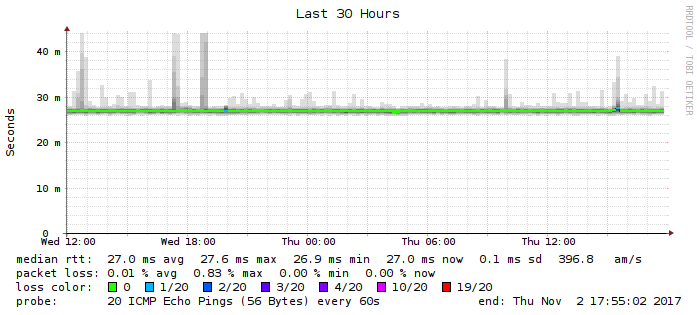 Last 30 Hours
RRDTOOL / TOBI OETIKER
Seconds
40 m
30 m
20 m
10 m
0
Wed 12:00 Wed 18:00 Thu 00:00 Thu 06:00 Thu 12:00
median rtt: 27.0 ms avg 27.6 ms max 26.9 ms min 27.0 ms now 0.1 ms sd 396.8 am/s
packet loss: 0.01 % avg 0.83 % max 0.00 % min 0.00 % now
loss color: 0 1/20 2/20 3/20 4/20 10/20 19/20
probe: 20 ICMP Echo Pings (56 Bytes) every 60s end: Thu Nov 2 17:55:02 2017